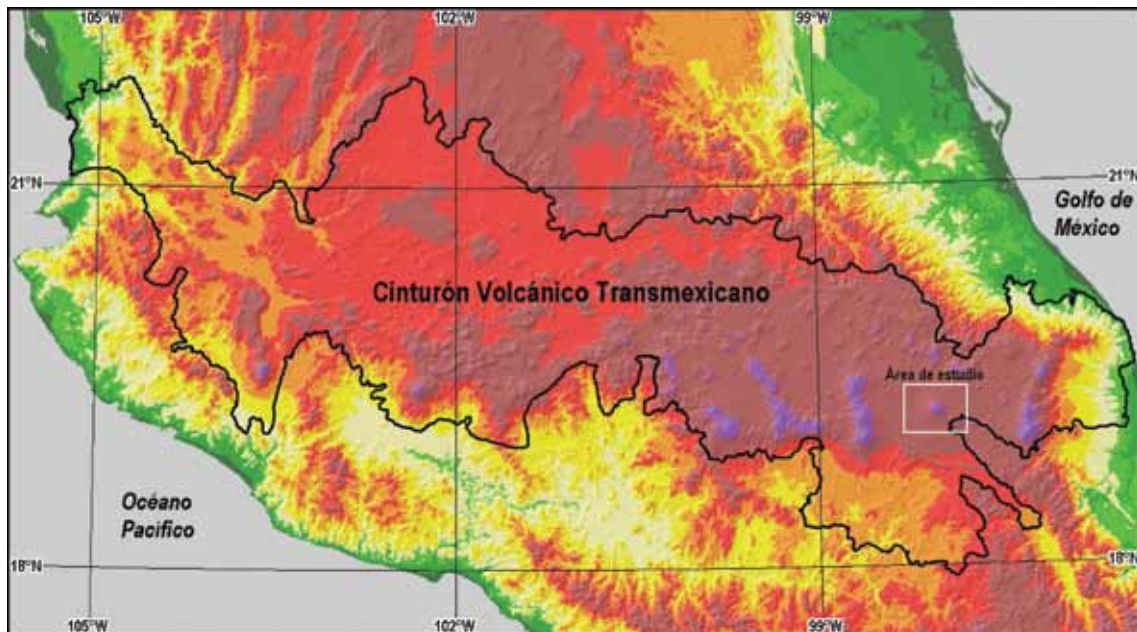 105°W 102°W 99°W
21°N 21°N
Golfo de
México
Cinturón Volcánico Transmexicano
Área de estudio
Océano
Pacifico
18°N 18°N
105°W 102°W 99°W